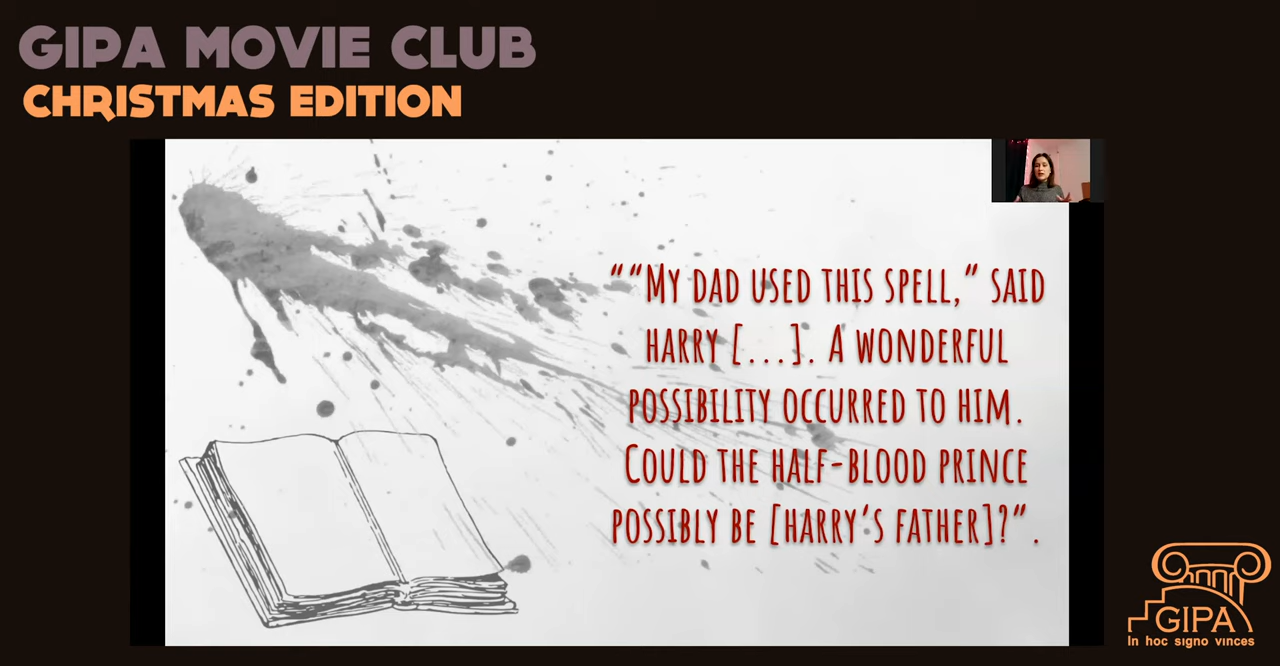 GIPA MOVIE CLUB
CHRISTMAS EDITION
““MY DAD USED THIS SPELL,” SAID
HARRY [...]. A WONDERFUL
POSSIBILITY OCCURRED TO HIM.
COULD THE HALF-BLOOD PRINCE
POSSIBLY BE [HARRY’S FATHER]?”.
GIPA
In hoc signo vinces